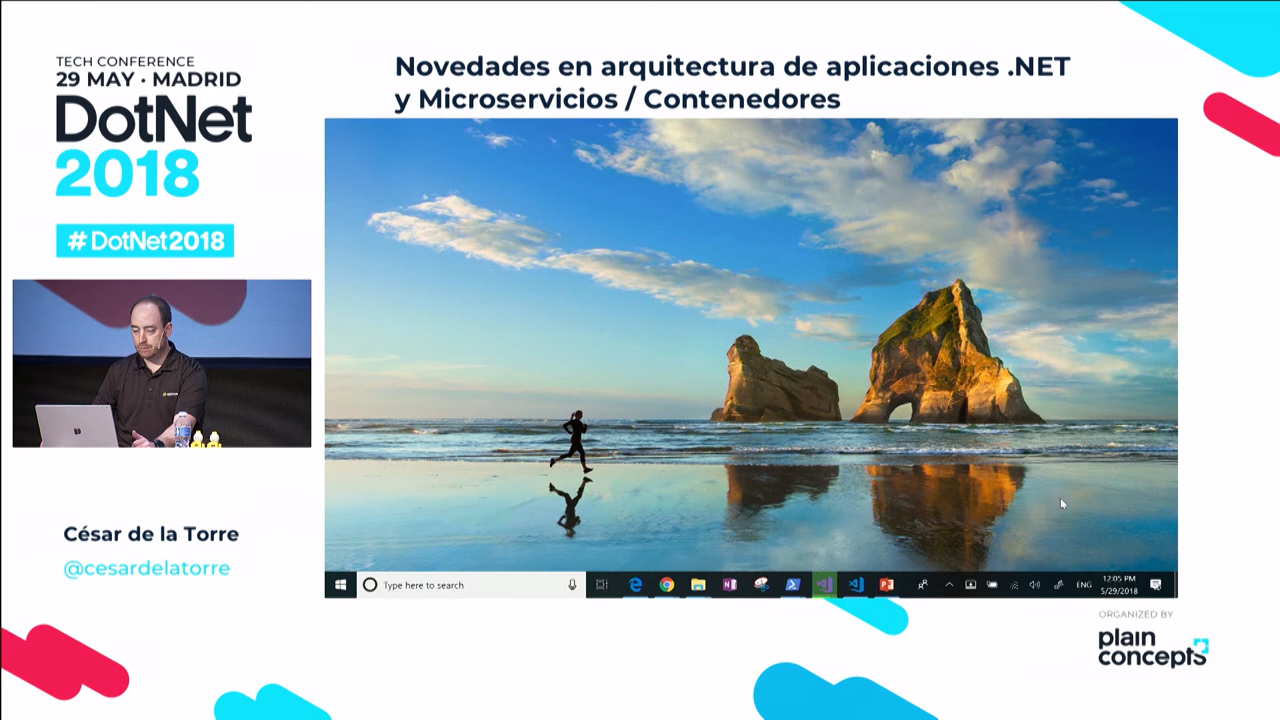 TECH CONFERENCE
29 MAY · MADRID
DotNet
2018
#DotNet2018
Novedades en arquitectura de aplicaciones .NET
y Microservicios / Contenedores
César de la Torre
@cesardelatorre
Type here to search
ENG
12:05 PM
5/29/2018
ORGANIZED BY
plain
concepts